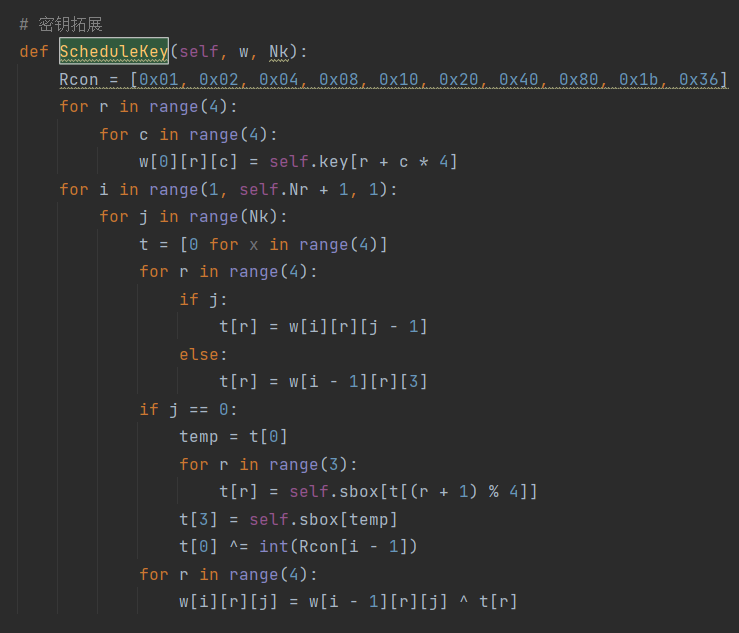 # 密钥拓展
def ScheduleKey(self, w, Nk):
    Rcon = [0x01, 0x02, 0x04, 0x08, 0x10, 0x20, 0x40, 0x80, 0x1b, 0x36]
    for r in range(4):
        for c in range(4):
            w[0][r][c] = self.key[r + c * 4]
    for i in range(1, self.Nr + 1, 1):
        for j in range(Nk):
            t = [0 for x in range(4)]
            for r in range(4):
                if j:
                    t[r] = w[i][r][j - 1]
                else:
                    t[r] = w[i - 1][r][3]
            if j == 0:
                temp = t[0]
                for r in range(3):
                    t[r] = self.sbox[t[(r + 1) % 4]]
                t[3] = self.sbox[temp]
                t[0] ^= int(Rcon[i - 1])
            for r in range(4):
                w[i][r][j] = w[i - 1][r][j] ^ t[r]